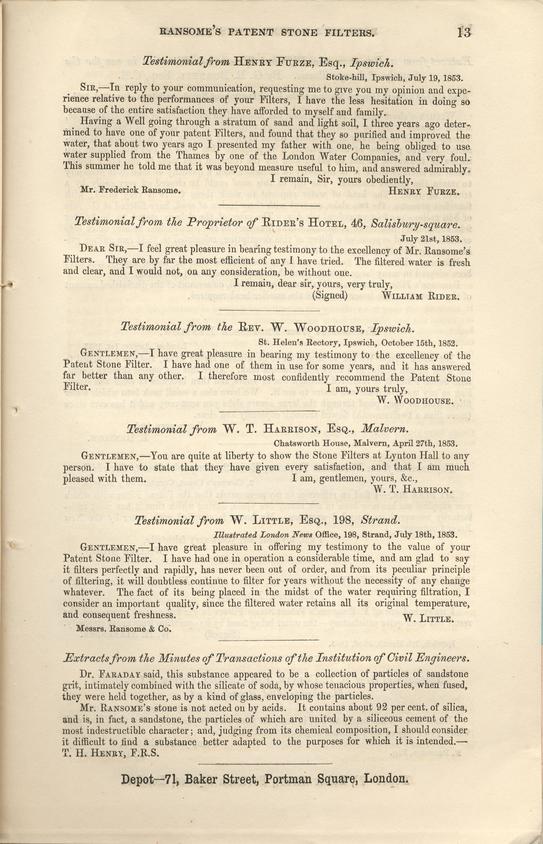 RANSOME'S PATENT STONE FILTERS. 13
Testimonial from HENRY FURZE, Esq., Ipswich.
Stoke-hill, Ipswich, July 19, 1853.
SIR,—In reply to your communication, requesting me to give you my opinion and expe-
rience relative to the performances of your Filters, I have the less hesitation in doing so
because of the entire satisfaction they have afforded to myself and family.
Having a Well going through a stratum of sand and light soil, I three years ago deter-
mined to have one of your patent Filters, and found that they so purified and improved the
water, that about two years ago I presented my father with one, he being obliged to use
water supplied from the Thames by one of the London Water Companies, and very foul.
This summer he told me that it was beyond measure useful to him, and answered admirably.
I remain, Sir, yours obediently,
Mr. Frederick Ransome. HENRY FURZE.
Testimonial from the Proprietor of RIDER'S HOTEL, 46, Salisbury-square.
July 21st, 1853.
DEAR SIR,—I feel great pleasure in bearing testimony to the excellency of Mr. Ransome's
Filters. They are by far the most efficient of any I have tried. The filtered water is fresh
and clear, and I would not, on any consideration, be without one.
I remain, dear sir, yours, very truly,
(Signed) WILLIAM RIDER.
Testimonial from the REV. W. WOODHOUSE, Ipswich.
St. Helen's Rectory, Ipswich, October 15th, 1852.
GENTLEMEN,—I have great pleasure in bearing my testimony to the excellency of the
Patent Stone Filter. I have had one of them in use for some years, and it has answered
far better than any other. I therefore most confidently recommend the Patent Stone
Filter. I am, yours truly,
W. WOODHOUSE.
Testimonial from W. T. HARRISON, ESQ., Malvern.
Chatsworth House, Malvern, April 27th, 1853.
GENTLEMEN,—You are quite at liberty to show the Stone Filters at Lynton Hall to any
person. I have to state that they have given every satisfaction, and that I am much
pleased with them. I am, gentlemen, yours, &c.,
W. T. HARRISON.
Testimonial from W. LITTLE, ESQ., 198, Strand.
Illustrated London News Office, 198, Strand, July 18th, 1853.
GENTLEMEN,—I have great pleasure in offering my testimony to the value of your
Patent Stone Filter. I have had one in operation a considerable time, and am glad to say
it filters perfectly and rapidly, has never been out of order, and from its peculiar principle
of filtering, it will doubtless continue to filter for years without the necessity of any change
whatever. The fact of its being placed in the midst of the water requiring filtration, I
consider an important quality, since the filtered water retains all its original temperature,
and consequent freshness. W. LITTLE.
Messrs. Ransome & Co.
Extracts from the Minutes of Transactions of the Institution of Civil Engineers.
Dr. FARADAY said, this substance appeared to be a collection of particles of sandstone
grit, intimately combined with the silicate of soda, by whose tenacious properties, when fused,
they were held together, as by a kind of glass, enveloping the particles.
Mr. RANSOME'S stone is not acted on by acids. It contains about 92 per cent. of silica,
and is, in fact, a sandstone, the particles of which are united by a siliceous cement of the
most indestructible character; and, judging from its chemical composition, I should consider
it difficult to find a substance better adapted to the purposes for which it is intended.—
T. H. HENRY, F.R.S.
Depot—71, Baker Street, Portman Square, London.